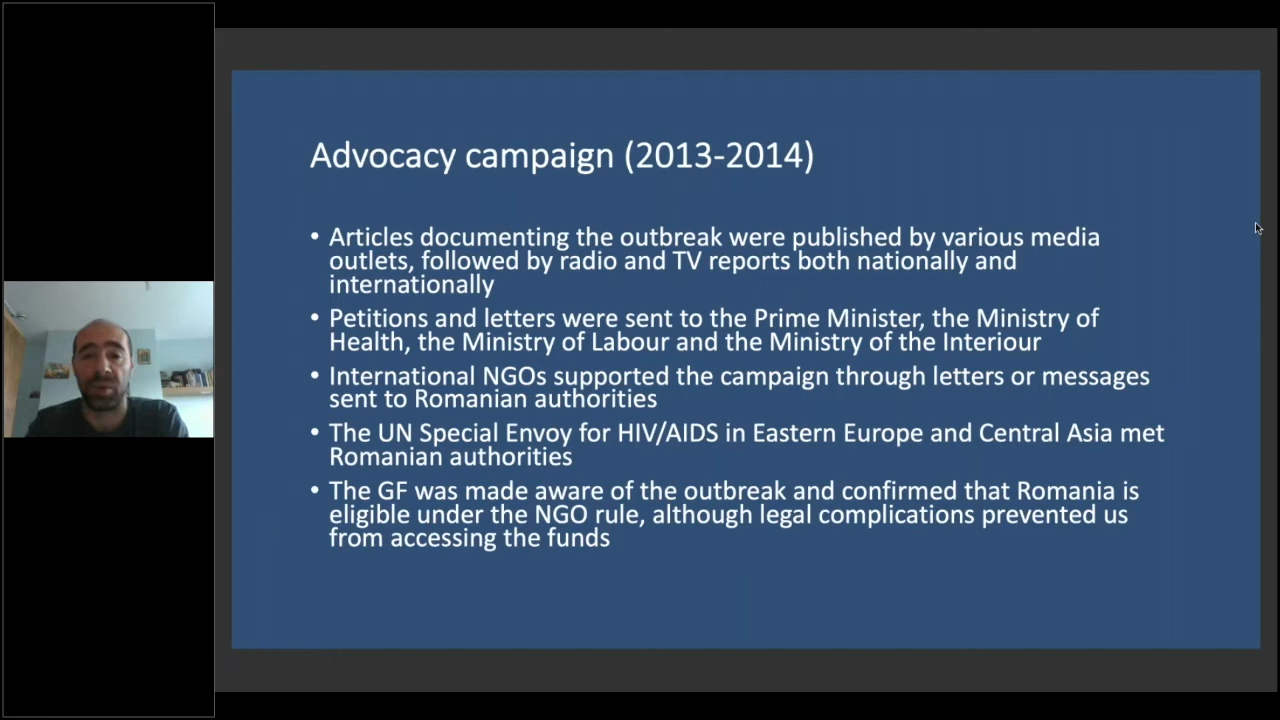 Advocacy campaign (2013-2014)
• Articles documenting the outbreak were published by various media
outlets, followed by radio and TV reports both nationally and
internationally
• Petitions and letters were sent to the Prime Minister, the Ministry of
Health, the Ministry of Labour and the Ministry of the Interiour
• International NGOs supported the campaign through letters or messages
sent to Romanian authorities
• The UN Special Envoy for HIV/AIDS in Eastern Europe and Central Asia met
Romanian authorities
• The GF was made aware of the outbreak and confirmed that Romania is
eligible under the NGO rule, although legal complications prevented us
from accessing the funds